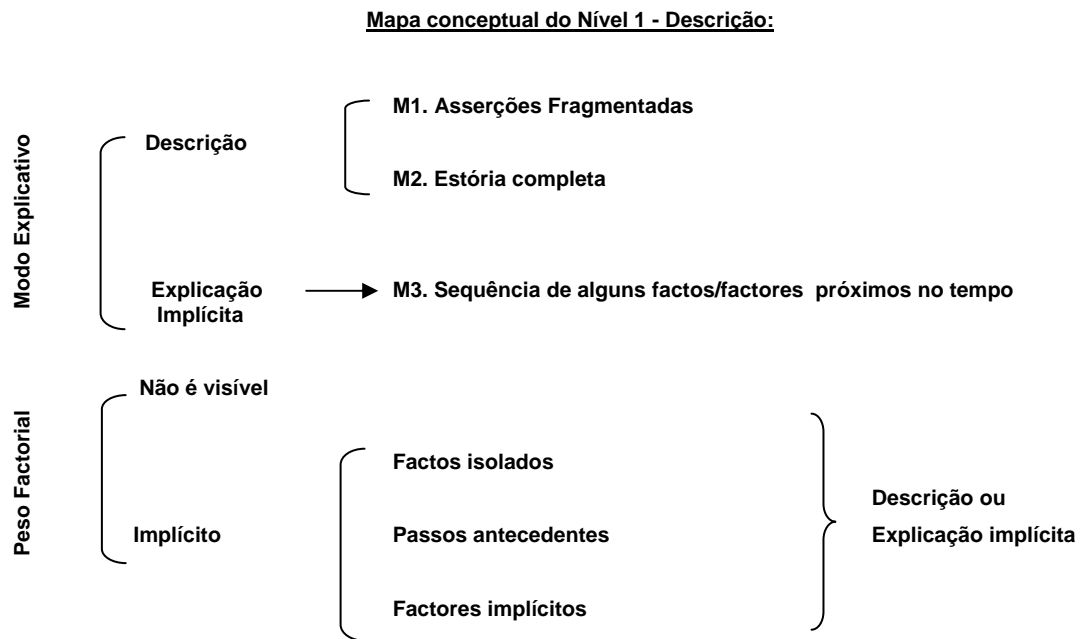 Mapa conceptual do Nível 1 - Descrição:
Modo Explicativo
Descrição
M1. Asserções Fragmentadas
M2. Estória completa
Explicação
Implícita
M3. Sequência de alguns factos/factores próximos no tempo
Peso Factorial
Não é visível
Implícito
Factos isolados
Passos antecedentes
Factores implícitos
Descrição ou
Explicação implícita